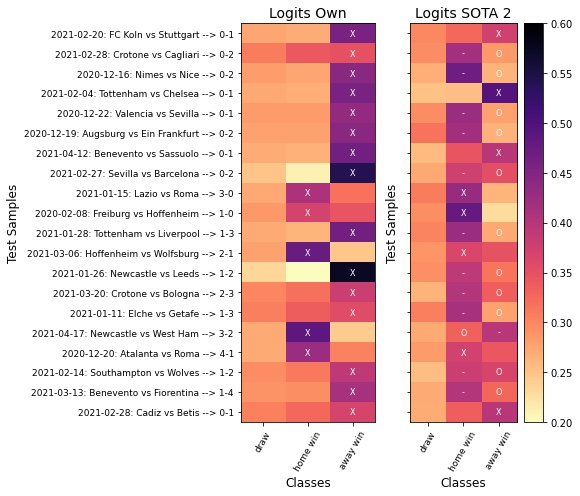 Logits Own
Logits SOTA 2
2021-02-20: FC Koln vs Stuttgart --> 0-1 X X
2021-02-28: Crotone vs Cagliari --> 0-2 X - O
2020-12-16: Nimes vs Nice --> 0-2 X - O
2021-02-04: Tottenham vs Chelsea --> 0-1 X X
2020-12-22: Valencia vs Sevilla --> 0-1 X - O
2020-12-19: Augsburg vs Ein Frankfurt --> 0-2 X - O
2021-04-12: Benevento vs Sassuolo --> 0-1 X X
2021-02-27: Sevilla vs Barcelona --> 0-2 X - O
2021-01-15: Lazio vs Roma --> 3-0 X X
2020-02-08: Freiburg vs Hoffenheim --> 1-0 X X
2021-01-28: Tottenham vs Liverpool --> 1-3 X - O
2021-03-06: Hoffenheim vs Wolfsburg --> 2-1 X X
2021-01-26: Newcastle vs Leeds --> 1-2 X - O
2021-03-20: Crotone vs Bologna --> 2-3 X - O
2021-01-11: Elche vs Getafe --> 1-3 X - O
2021-04-17: Newcastle vs West Ham --> 3-2 X O -
2020-12-20: Atalanta vs Roma --> 4-1 X X
2021-02-14: Southampton vs Wolves --> 1-2 X - O
2021-03-13: Benevento vs Fiorentina --> 1-4 X - O
2021-02-28: Cadiz vs Betis --> 0-1 X X
Test Samples
Test Samples
draw home win away win
draw home win away win
Classes
Classes
0.60
0.55
0.50
0.45
0.40
0.35
0.30
0.25
0.20